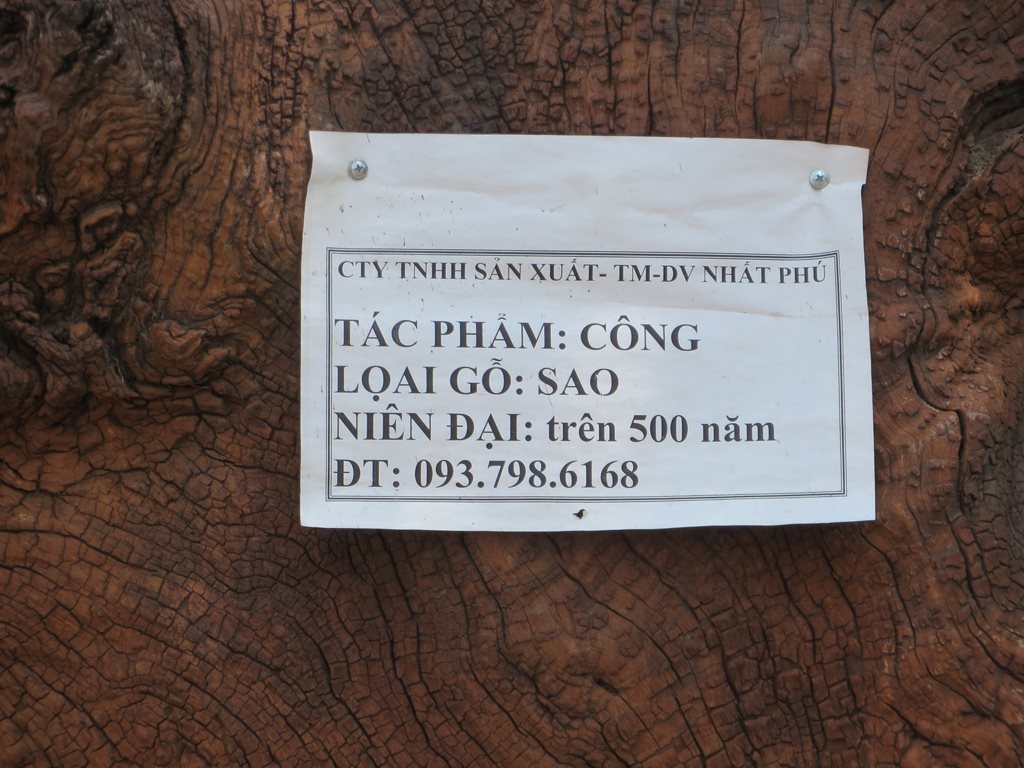 CTY TNHH SẢN XUẤT- TM-DV NHẤT PHÚ
TÁC PHẨM: CÔNG
LỌAI GỖ: SAO
NIÊN ĐẠI: trên 500 năm
ĐT: 093.798.6168